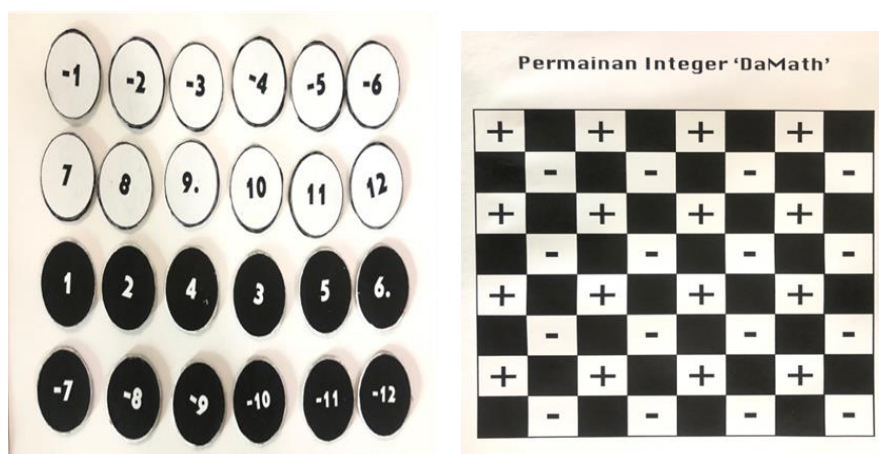 -1 -2 -3 -4 -5 -6
7 8 9. 10 11 12
1 2 4 3 5 6.
-7 -8 -9 -10 -11 -12
Permainan Integer ‘DaMath’
+ + + +
- - - -
+ + + +
- - - -
+ + + +
- - - -
+ + + +
- - - -